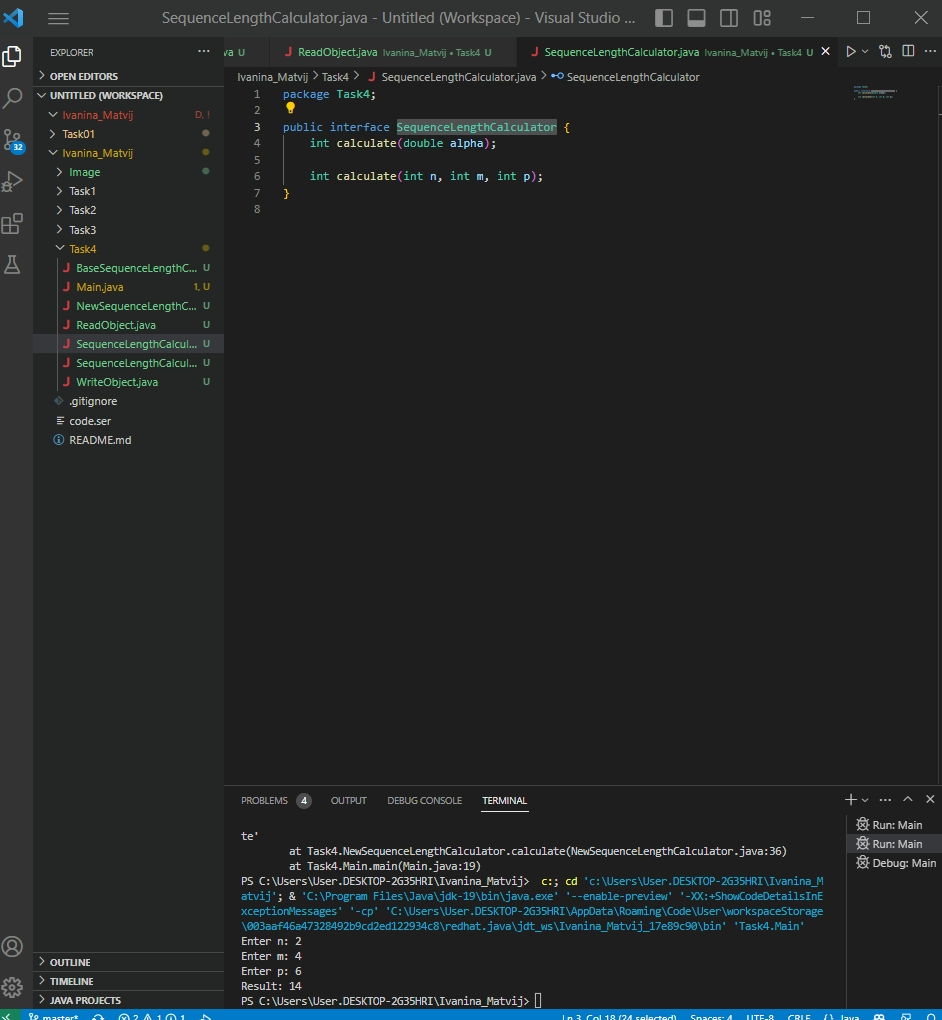 SequenceLengthCalculator.java - Untitled (Workspace) - Visual Studio ...
EXPLORER
OPEN EDITORS
UNTITLED (WORKSPACE)
Ivanina_Matvij D, !
Task01
Ivanina_Matvij
Image
Task1
Task2
Task3
Task4
BaseSequenceLengthC... U
Main.java 1, U
NewSequenceLengthC... U
ReadObject.java U
SequenceLengthCalcul... U
SequenceLengthCalcul... U
WriteObject.java U
.gitignore
code.ser
README.md
32
OUTLINE
TIMELINE
JAVA PROJECTS
va U
ReadObject.java Ivanina_Matvij • Task4 U
SequenceLengthCalculator.java Ivanina_Matvij • Task4 U
Ivanina_Matvij > Task4 > SequenceLengthCalculator.java > SequenceLengthCalculator
1 package Task4;
2
3 public interface SequenceLengthCalculator {
4 int calculate(double alpha);
5
6 int calculate(int n, int m, int p);
7 }
8
PROBLEMS 4 OUTPUT DEBUG CONSOLE TERMINAL
te'
at Task4.NewSequenceLengthCalculator.calculate(NewSequenceLengthCalculator.java:36)
at Task4.Main.main(Main.java:19)
PS C:\Users\User.DESKTOP-2G35HRI\Ivanina_Matvij> c:; cd 'c:\Users\User.DESKTOP-2G35HRI\Ivanina_M
atvij'; & 'C:\Program Files\Java\jdk-19\bin\java.exe' '--enable-preview' '-XX:+ShowCodeDetailsInE
xceptionMessages' '-cp' 'C:\Users\User.DESKTOP-2G35HRI\AppData\Roaming\Code\User\workspaceStorage
\003aaf46a47328492b9cd2ed122934c8\redhat.java\jdt_ws\Ivanina_Matvij_17e89c90\bin' 'Task4.Main'
Enter n: 2
Enter m: 4
Enter p: 6
Result: 14
PS C:\Users\User.DESKTOP-2G35HRI\Ivanina_Matvij>
Run: Main
Run: Main
Debug: Main
master* 2 1 1 Ln 3, Col 18 (24 selected) Spaces: 4 UTF-8 CRLF {} Java